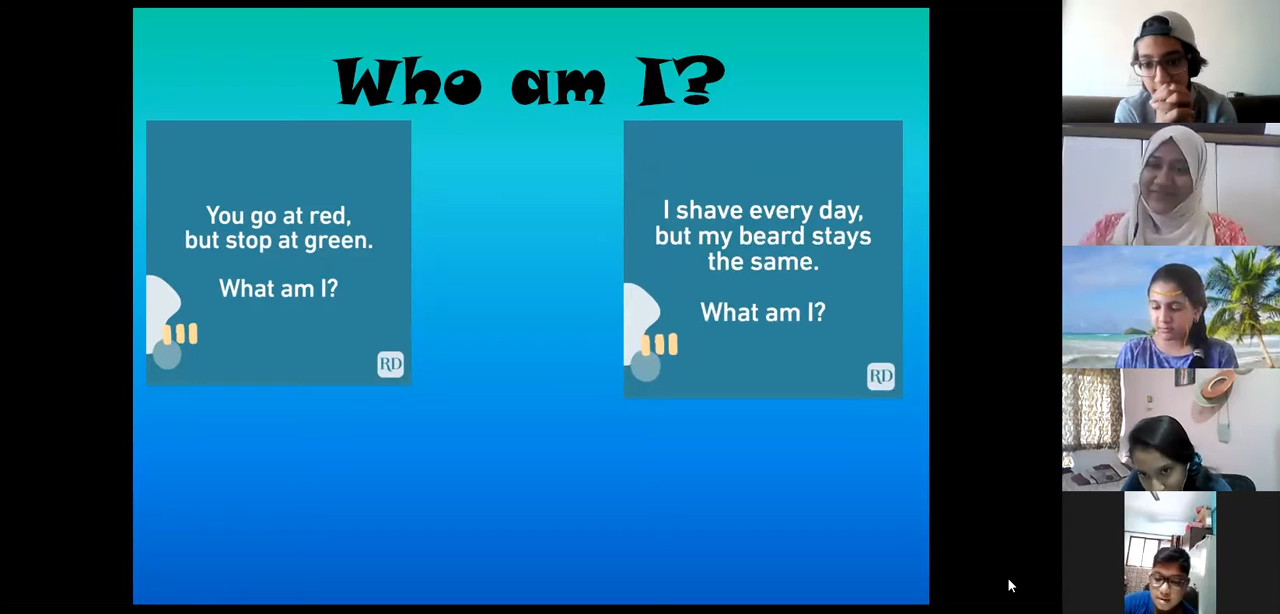 Who am I?
You go at red,
but stop at green.
What am I?
RD
I shave every day,
but my beard stays
the same.
What am I?
RD